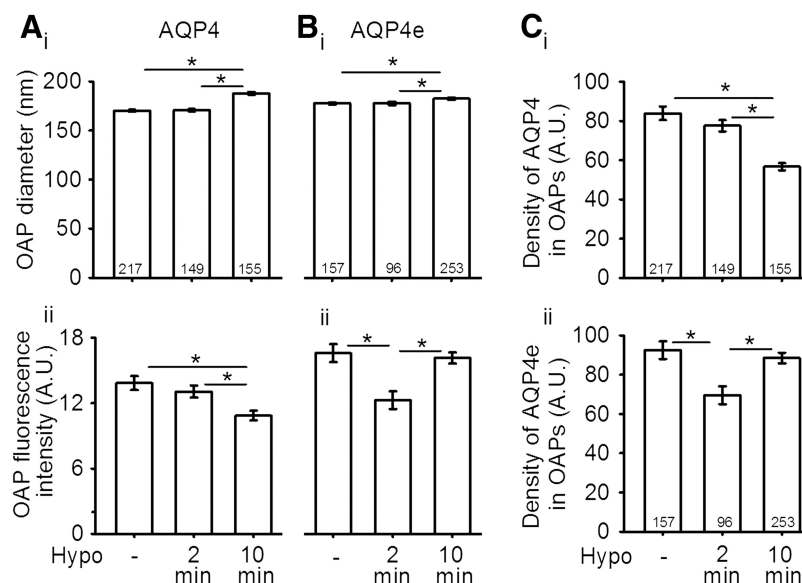 Ai AQP4 Bi AQP4e Ci
OAP diameter (nm)
200
150
100
50
0
* *
217 149 155
* *
157 96 253
Density of AQP4
in OAPs (A.U.)
100
80
60
40
20
0
* *
217 149 155
ii
OAP fluorescence
intensity (A.U.)
18
12
6
0
* *
ii
* *
ii
Density of AQP4e
in OAPs (A.U.)
100
80
60
40
20
0
* *
157 96 253
Hypo - 2 10 - 2 10 Hypo - 2 10
min min min min min min